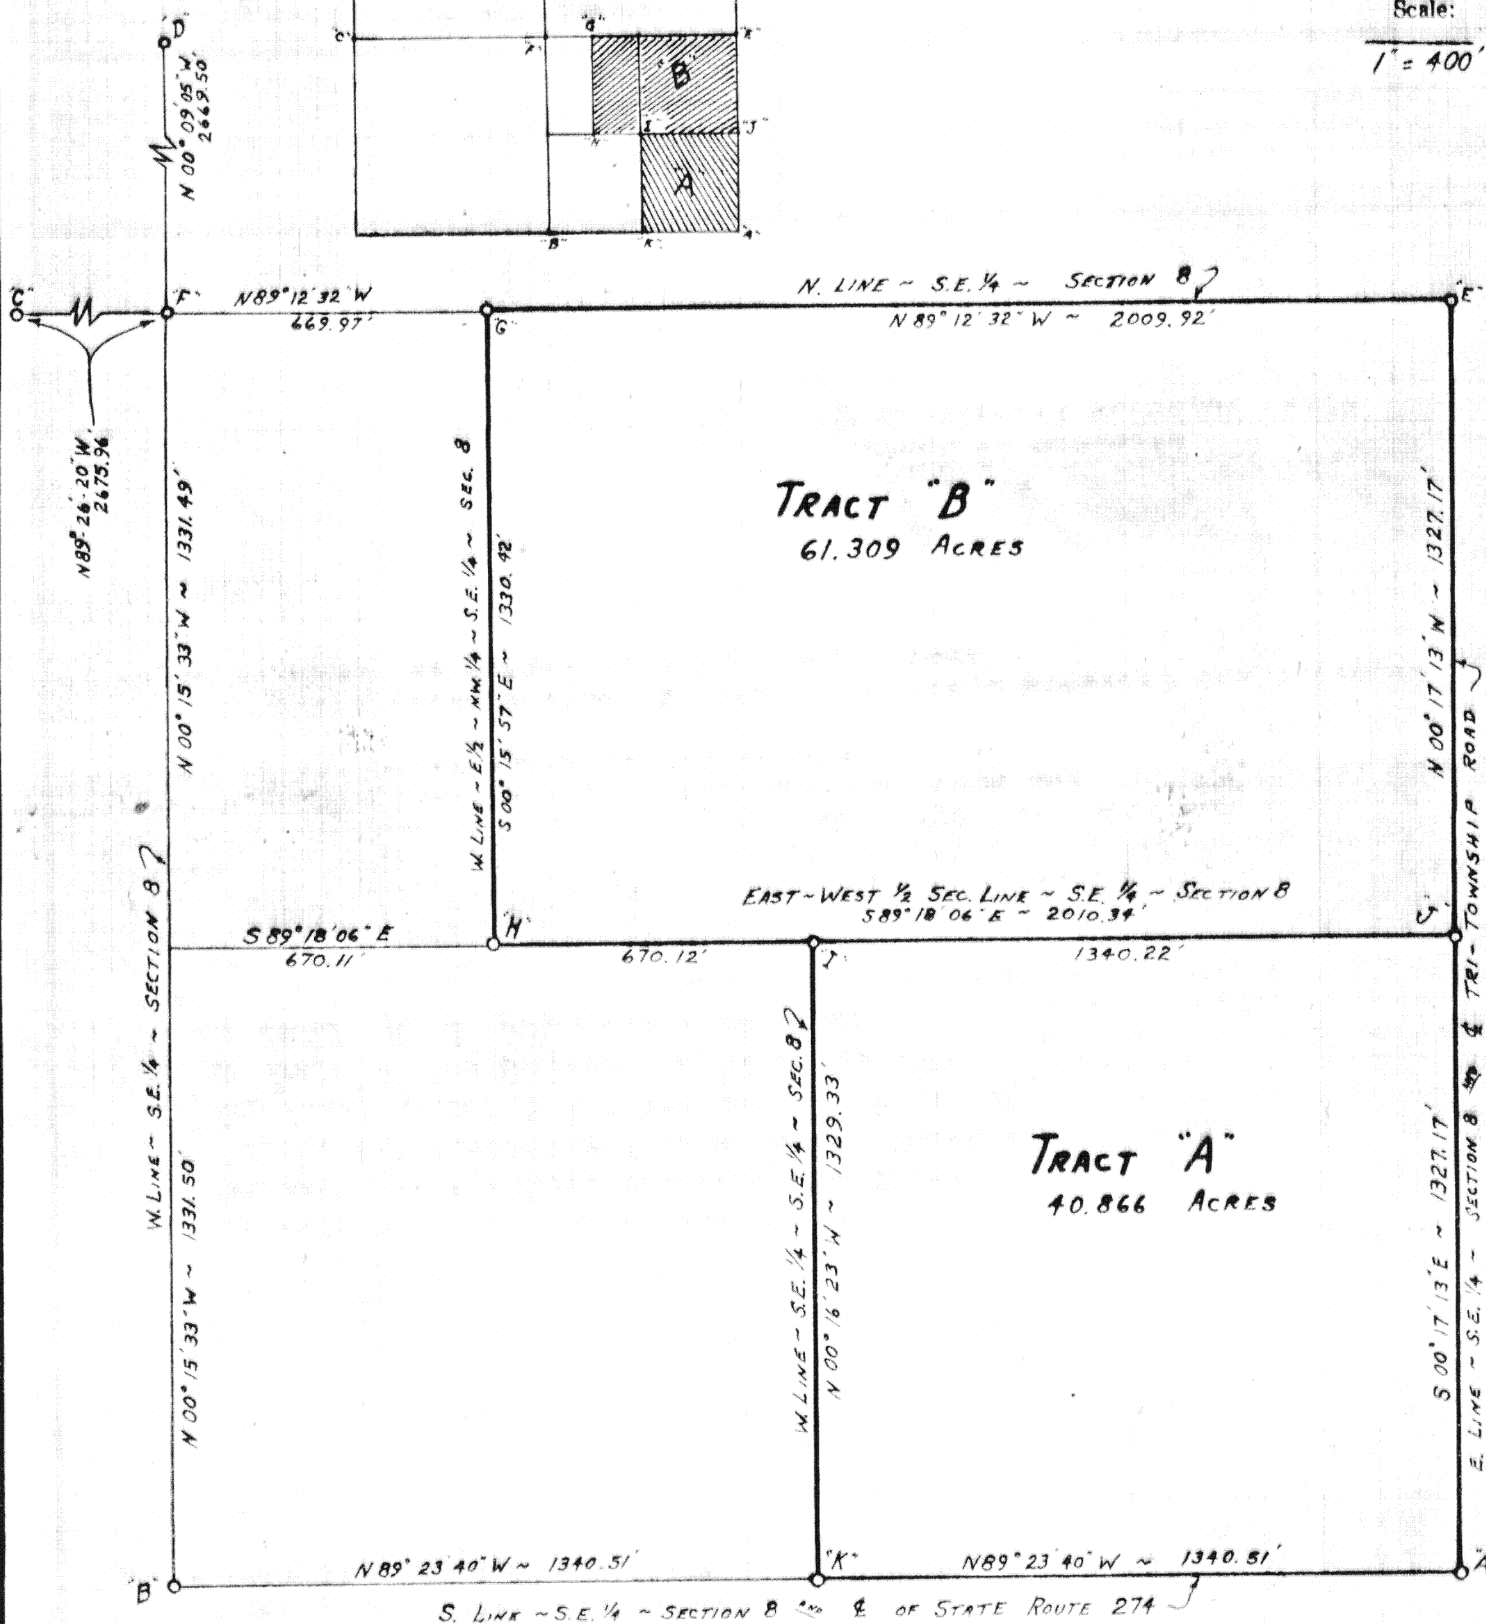 Scale:
1" = 400'
"D"
N 00° 09' 05" W
2669.50'
"C"
"F"
"G"
"E"
"B"
"H"
"I"
"J"
"A"
"B"
"K"
"A"
"C"
"F"
N 89° 12' 32" W
669.97'
"G"
N. LINE ~ S.E. 1/4 ~ SECTION 8
N 89° 12' 32" W ~ 2009.92'
"E"
N 89°-26'-20" W
2675.96'
N 00° 15' 33" W ~ 1331.49'
W. LINE ~ E 1/2 ~ N.W. 1/4 ~ S.E. 1/4 ~ SEC. 8
S 00° 15' 57" E ~ 1330.42'
TRACT "B"
61.309 ACRES
N 00° 17' 13" W ~ 1327.17'
W. LINE ~ S.E. 1/4 ~ SECTION 8
S 89° 18' 06" E
670.11'
"H"
EAST~WEST 1/2 SEC. LINE ~ S.E. 1/4 ~ SECTION 8
S 89° 18' 06" E ~ 2010.34'
"J"
670.12'
"I"
1340.22'
E. LINE ~ S.E. 1/4 ~ SECTION 8 AND ℄ TRI-TOWNSHIP ROAD
N 00° 15' 33" W ~ 1331.50'
W. LINE ~ S.E. 1/4 ~ S.E. 1/4 ~ SEC. 8
N 00° 16' 23" W ~ 1329.33'
TRACT "A"
40.866 ACRES
S 00° 17' 13" E ~ 1327.17'
"B"
N 89° 23' 40" W ~ 1340.51'
"K"
N 89° 23' 40" W ~ 1340.51'
"A
S. LINE ~ S.E. 1/4 ~ SECTION 8 AND ℄ OF STATE ROUTE 274